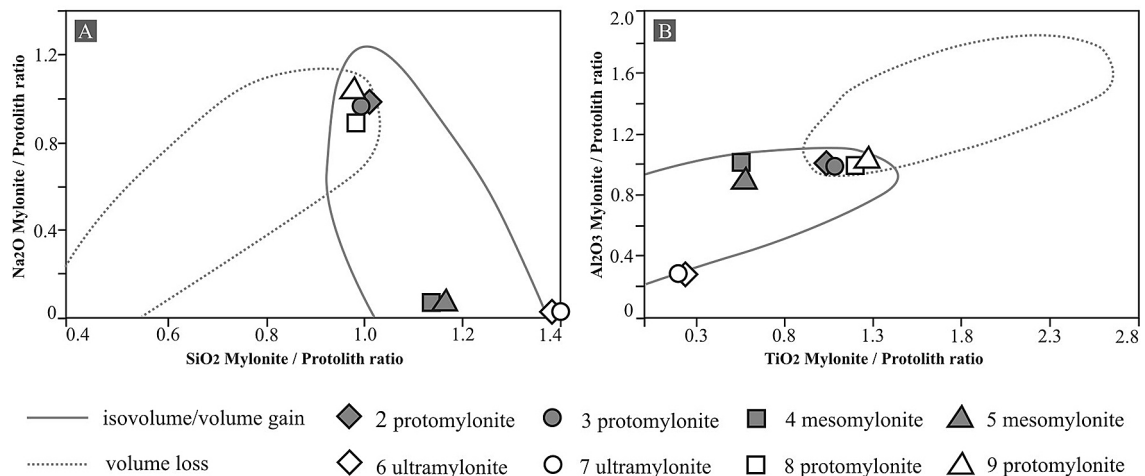 A
Na2O Mylonite / Protolith ratio
1.2
0.8
0.4
0
0.4 0.6 0.8 1.0 1.2 1.4
SiO2 Mylonite / Protolith ratio
B
Al2O3 Mylonite / Protolith ratio
2.0
1.6
1.2
0.8
0.4
0
0.3 0.8 1.3 1.8 2.3 2.8
TiO2 Mylonite / Protolith ratio
isovolume/volume gain 2 protomylonite 3 protomylonite 4 mesomylonite 5 mesomylonite
volume loss 6 ultramylonite 7 ultramylonite 8 protomylonite 9 protomylonite